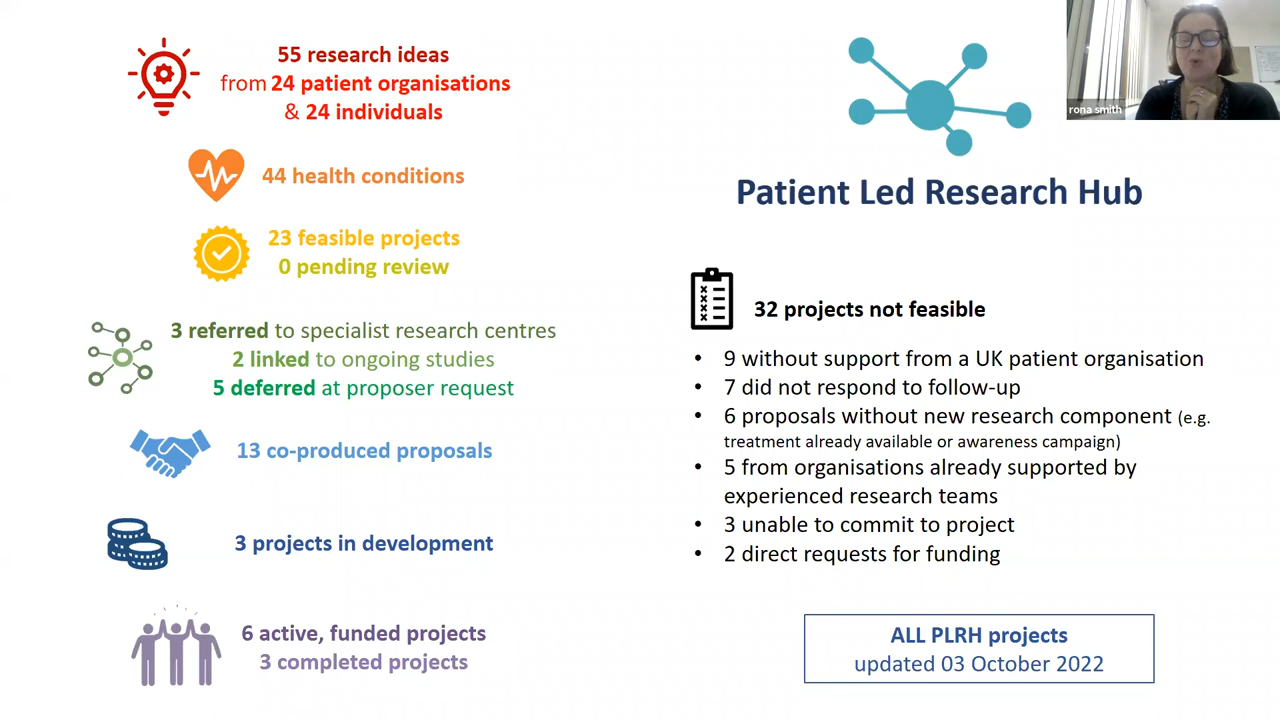 55 research ideas
from 24 patient organisations
& 24 individuals
44 health conditions
23 feasible projects
0 pending review
3 referred to specialist research centres
2 linked to ongoing studies
5 deferred at proposer request
13 co-produced proposals
3 projects in development
6 active, funded projects
3 completed projects
rona smith
Patient Led Research Hub
32 projects not feasible
• 9 without support from a UK patient organisation
• 7 did not respond to follow-up
• 6 proposals without new research component (e.g.
treatment already available or awareness campaign)
• 5 from organisations already supported by
experienced research teams
• 3 unable to commit to project
• 2 direct requests for funding
ALL PLRH projects
updated 03 October 2022